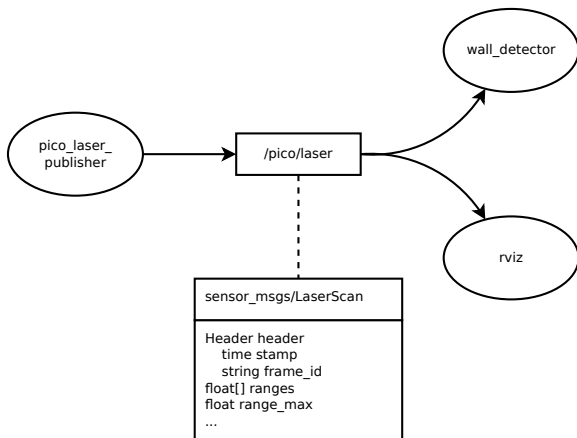 wall_detector
pico_laser_
publisher
/pico/laser
rviz
sensor_msgs/LaserScan
Header header
time stamp
string frame_id
float[] ranges
float range_max
...